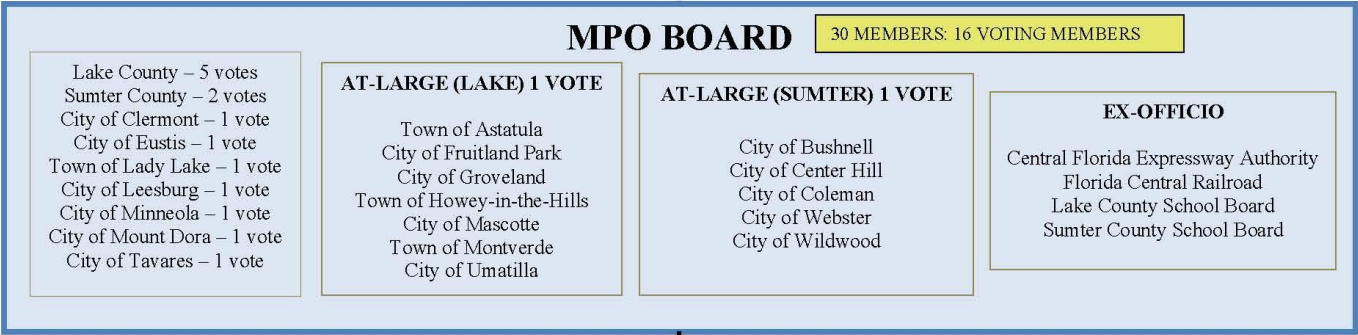 MPO BOARD
30 MEMBERS: 16 VOTING MEMBERS
Lake County – 5 votes
Sumter County – 2 votes
City of Clermont – 1 vote
City of Eustis – 1 vote
Town of Lady Lake – 1 vote
City of Leesburg – 1 vote
City of Minneola – 1 vote
City of Mount Dora – 1 vote
City of Tavares – 1 vote
AT-LARGE (LAKE) 1 VOTE
Town of Astatula
City of Fruitland Park
City of Groveland
Town of Howey-in-the-Hills
City of Mascotte
Town of Montverde
City of Umatilla
AT-LARGE (SUMTER) 1 VOTE
City of Bushnell
City of Center Hill
City of Coleman
City of Webster
City of Wildwood
EX-OFFICIO
Central Florida Expressway Authority
Florida Central Railroad
Lake County School Board
Sumter County School Board